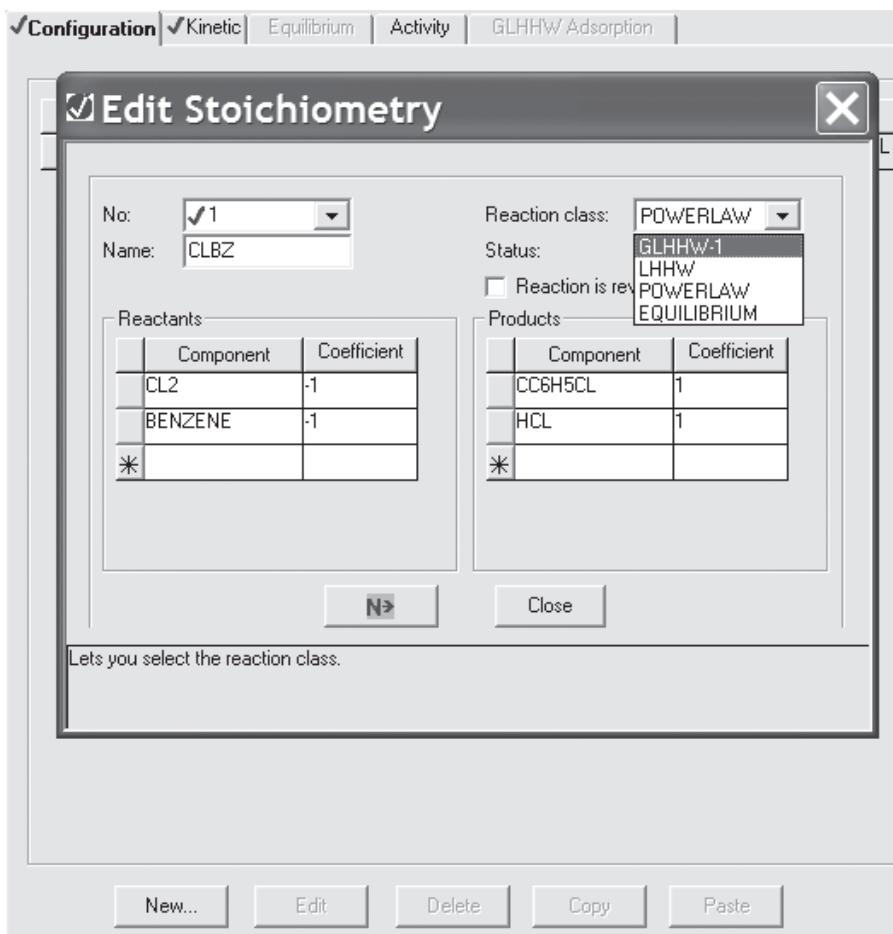 Configuration Kinetic Equilibrium Activity GLHHW Adsorption
Edit Stoichiometry
L
No: 1 Reaction class: POWERLAW
Name: CLBZ Status: GLHHW-1
LHHW
Reaction is rev POWERLAW
EQUILIBRIUM
Reactants Products
Component Coefficient Component Coefficient
CL2 -1 CC6H5CL 1
BENZENE -1 HCL 1
N
Close
Lets you select the reaction class.
New... Edit Delete Copy Paste